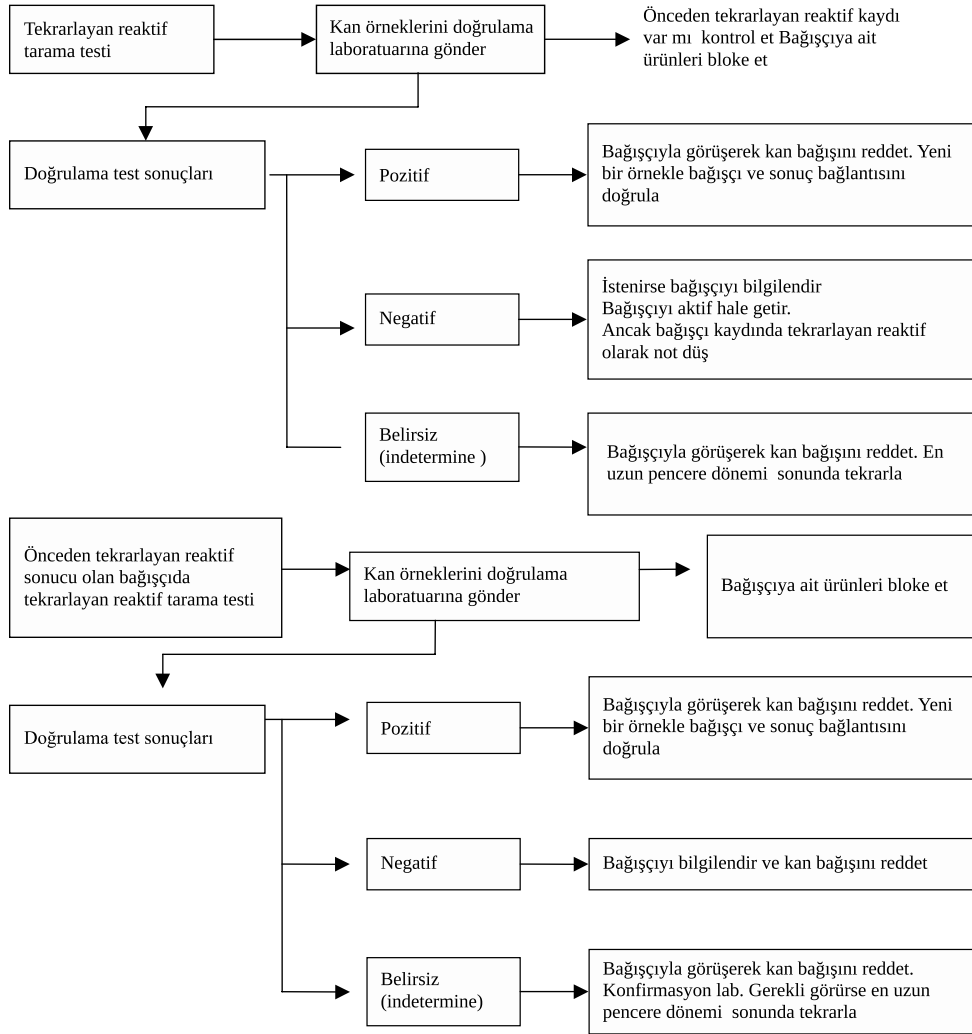 Tekrarlayan reaktif
tarama testi
Kan örneklerini doğrulama
laboratuarına gönder
Önceden tekrarlayan reaktif kaydı
var mı kontrol et Bağışçıya ait
ürünleri bloke et
Doğrulama test sonuçları
Pozitif
Bağışçıyla görüşerek kan bağışını reddet. Yeni
bir örnekle bağışçı ve sonuç bağlantısını
doğrula
Negatif
İstenirse bağışçıyı bilgilendir
Bağışçıyı aktif hale getir.
Ancak bağışçı kaydında tekrarlayan reaktif
olarak not düş
Belirsiz
(indetermine )
Bağışçıyla görüşerek kan bağışını reddet. En
uzun pencere dönemi sonunda tekrarla
Önceden tekrarlayan reaktif
sonucu olan bağışçıda
tekrarlayan reaktif tarama testi
Kan örneklerini doğrulama
laboratuarına gönder
Bağışçıya ait ürünleri bloke et
Doğrulama test sonuçları
Pozitif
Bağışçıyla görüşerek kan bağışını reddet. Yeni
bir örnekle bağışçı ve sonuç bağlantısını
doğrula
Negatif
Bağışçıyı bilgilendir ve kan bağışını reddet
Belirsiz
(indetermine)
Bağışçıyla görüşerek kan bağışını reddet.
Konfirmasyon lab. Gerekli görürse en uzun
pencere dönemi sonunda tekrarla